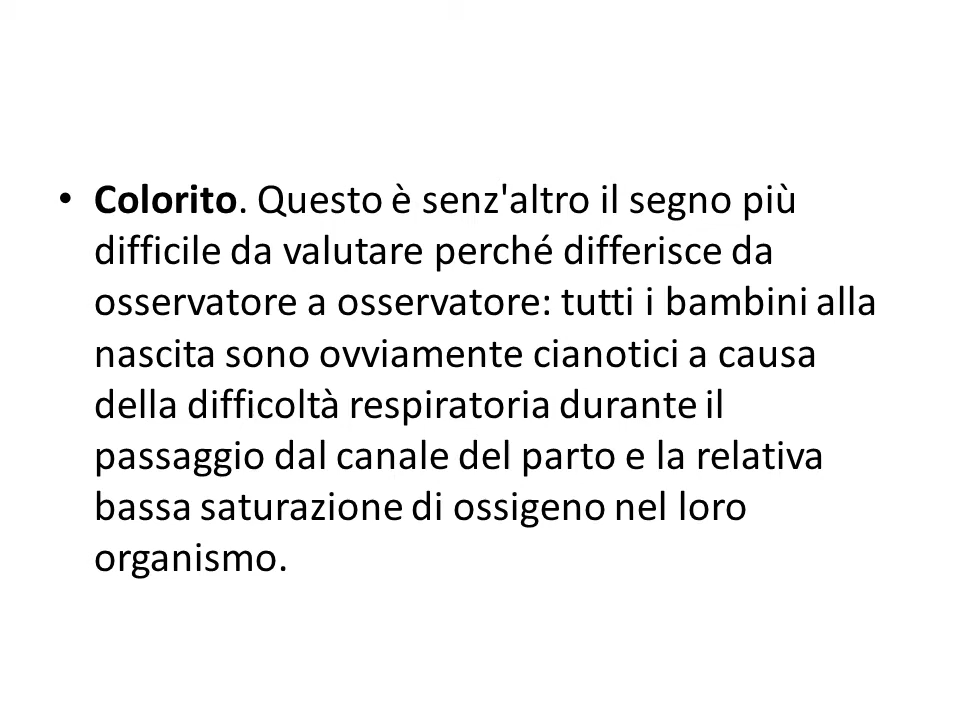 • Colorito. Questo è senz'altro il segno più
difficile da valutare perché differisce da
osservatore a osservatore: tutti i bambini alla
nascita sono ovviamente cianotici a causa
della difficoltà respiratoria durante il
passaggio dal canale del parto e la relativa
bassa saturazione di ossigeno nel loro
organismo.